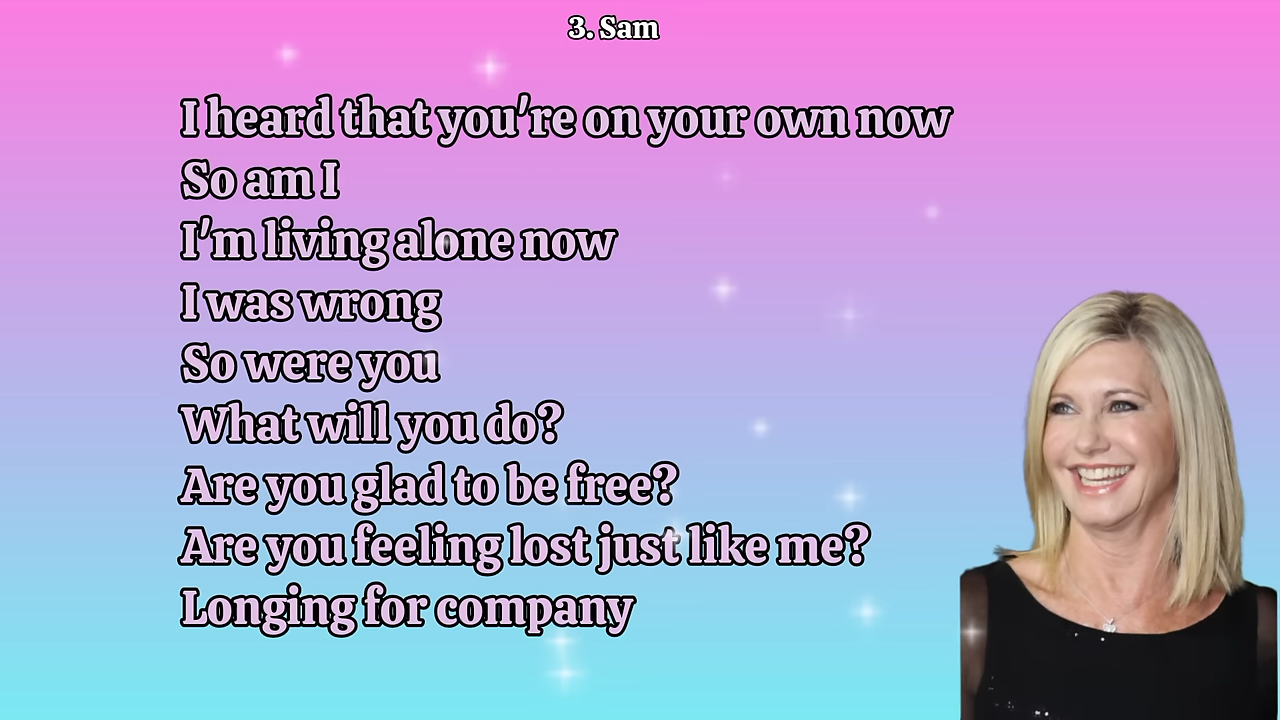 3. Sam
I heard that you're on your own now
So am I
I'm living alone now
I was wrong
So were you
What will you do?
Are you glad to be free?
Are you feeling lost just like me?
Longing for company